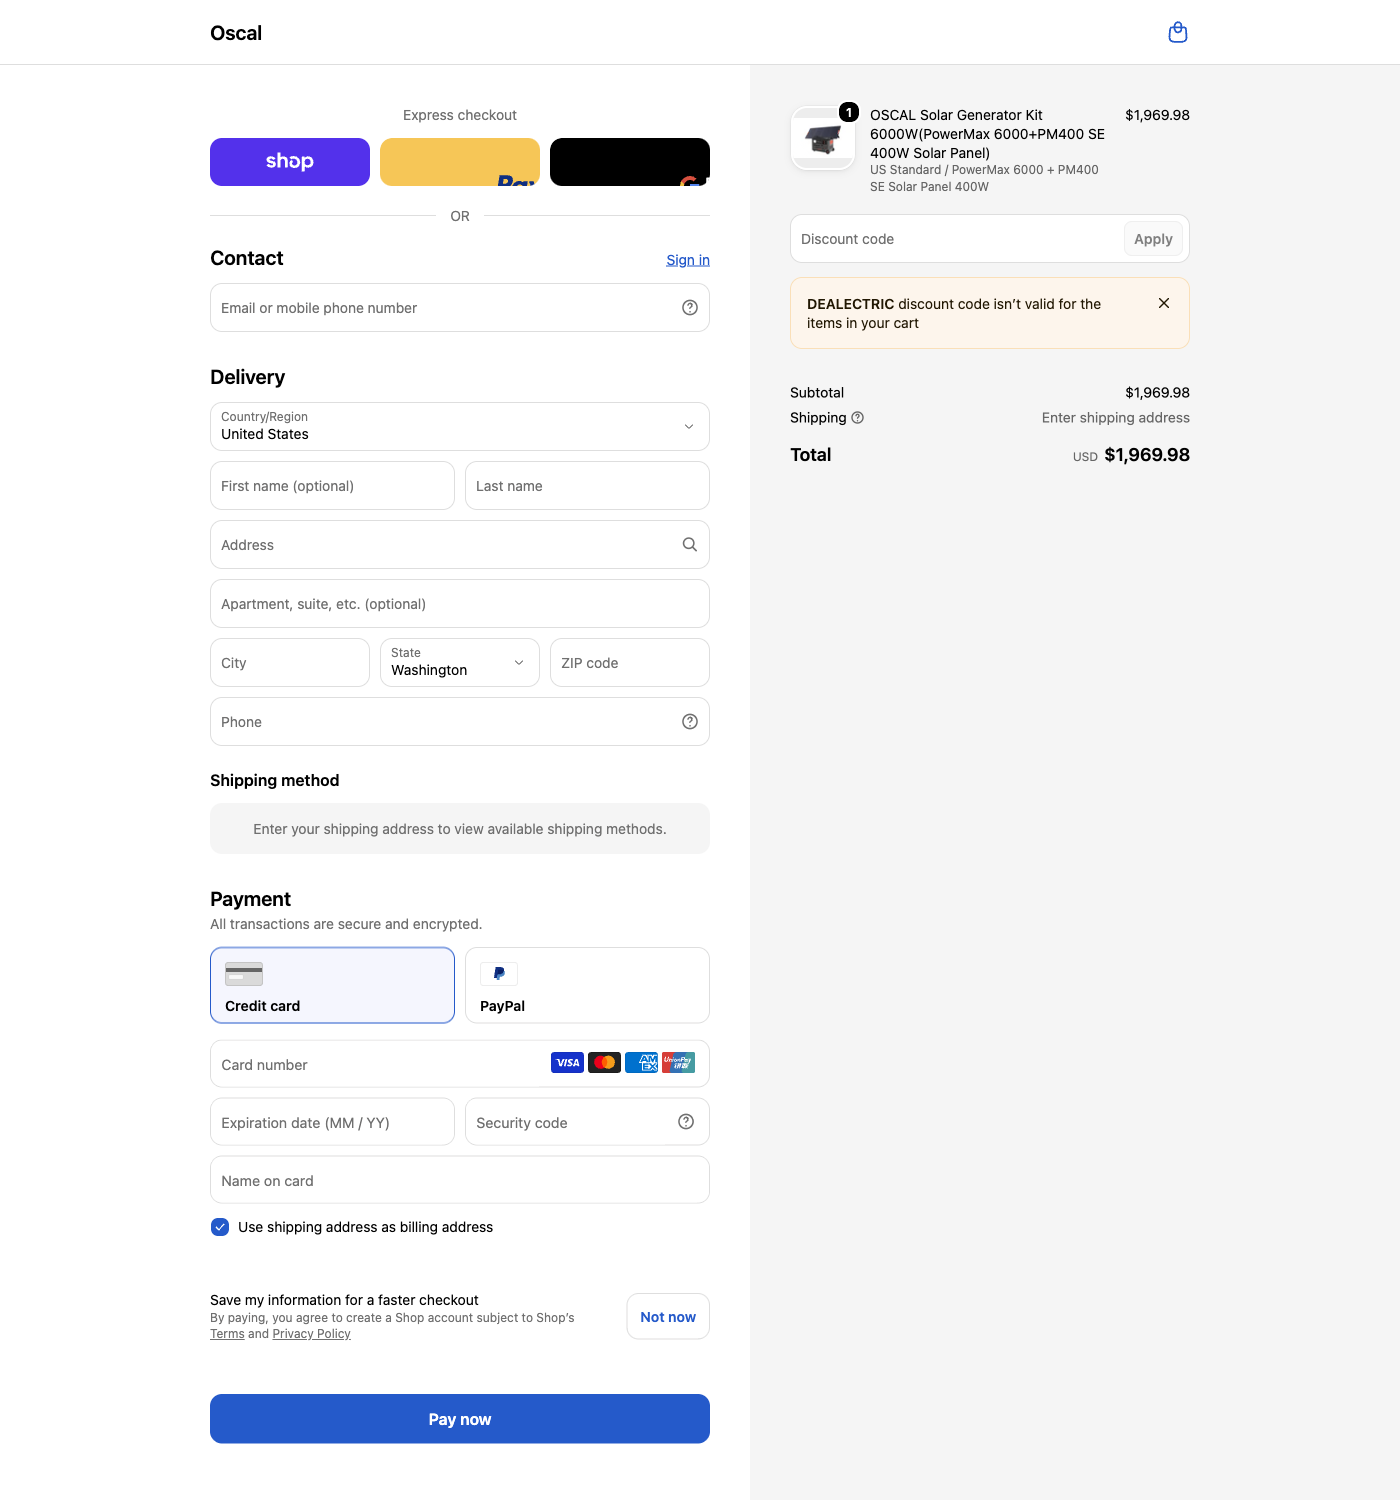 Oscal
Express checkout
shop
Pay
OR
Contact
Sign in
Email or mobile phone number
Delivery
Country/Region
United States
First name (optional)
Last name
Address
Apartment, suite, etc. (optional)
City
State
Washington
ZIP code
Phone
Shipping method
Enter your shipping address to view available shipping methods.
Payment
All transactions are secure and encrypted.
Credit card
PayPal
Card number
VISA
AM
EX
UnionPay
银联
Expiration date (MM / YY)
Security code
Name on card
Use shipping address as billing address
Save my information for a faster checkout
By paying, you agree to create a Shop account subject to Shop’s
Terms and Privacy Policy
Not now
Pay now
1
OSCAL Solar Generator Kit
6000W(PowerMax 6000+PM400 SE
400W Solar Panel)
US Standard / PowerMax 6000 + PM400
SE Solar Panel 400W
$1,969.98
Discount code
Apply
DEALECTRIC discount code isn’t valid for the
items in your cart
Subtotal
$1,969.98
Shipping
Enter shipping address
Total
USD $1,969.98